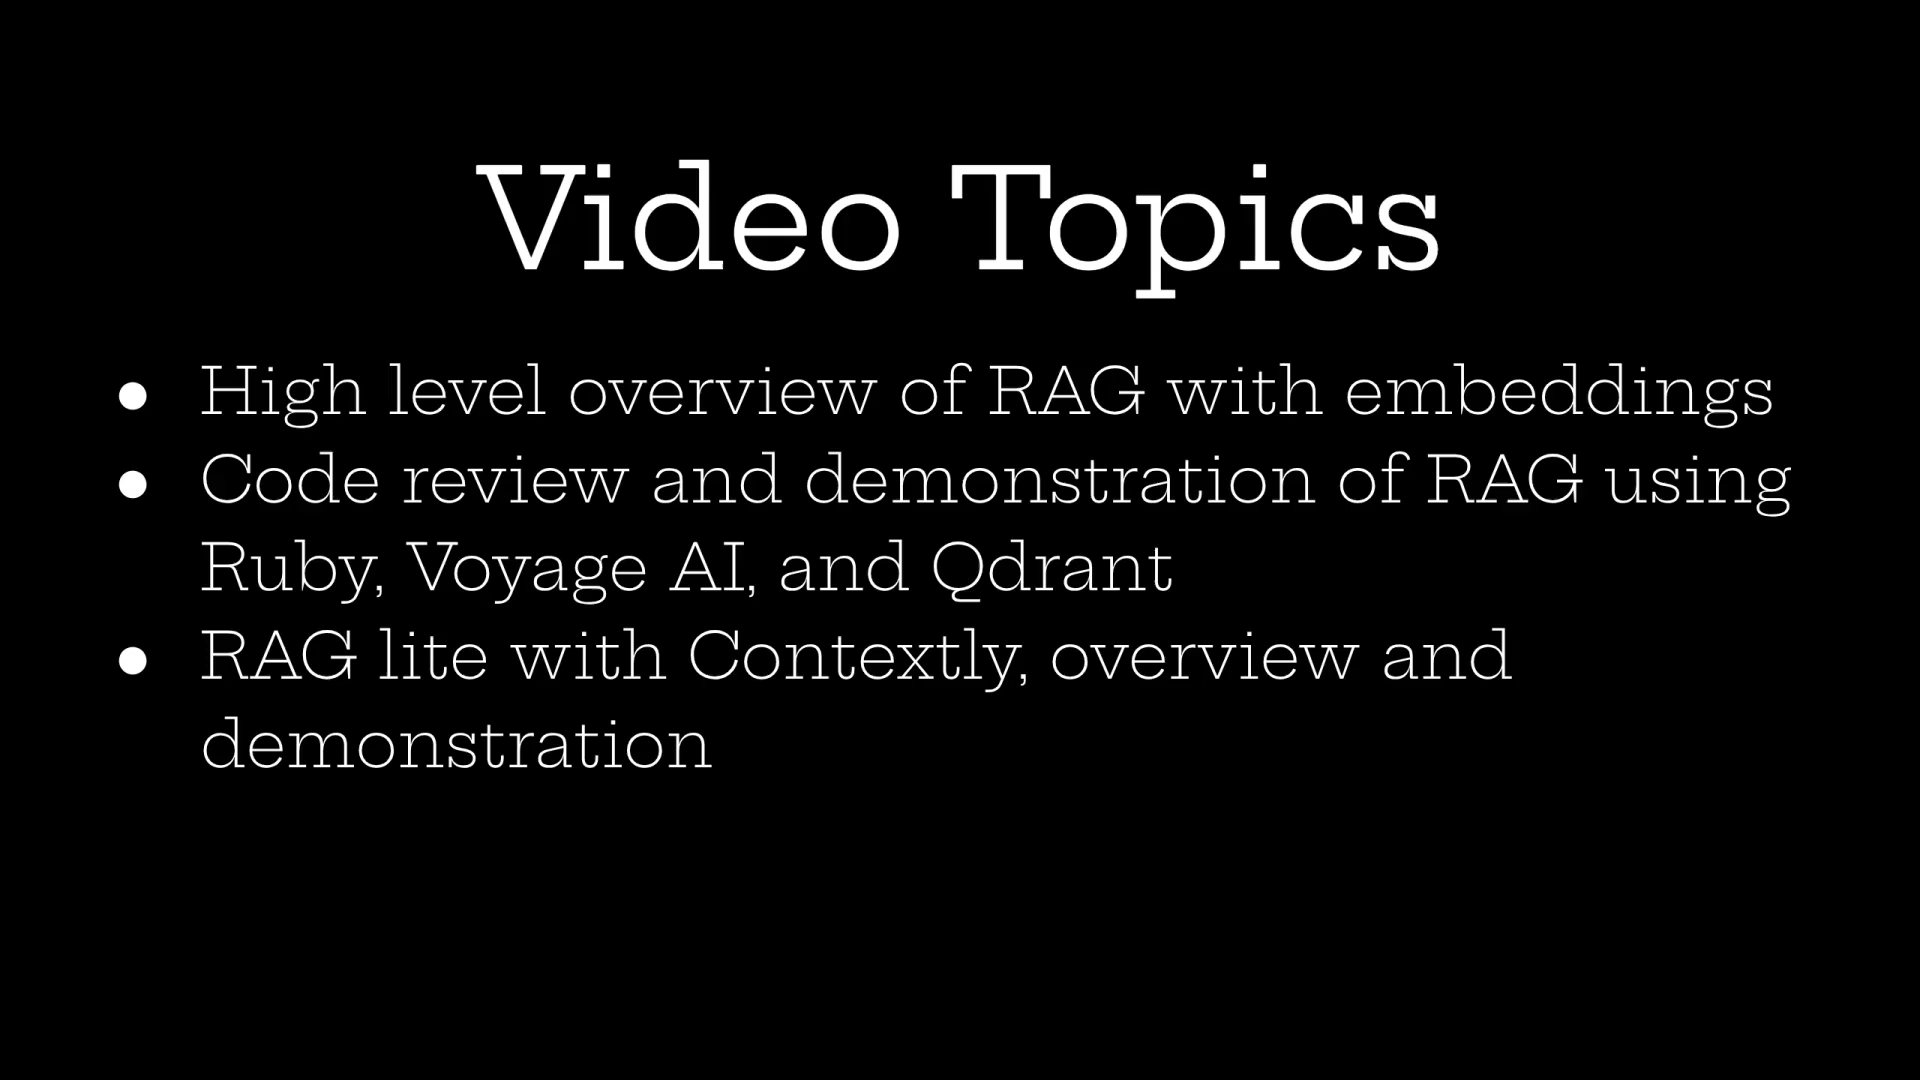 Video Topics
● High level overview of RAG with embeddings
● Code review and demonstration of RAG using
Ruby, Voyage AI, and Qdrant
● RAG lite with Contextly, overview and
demonstration